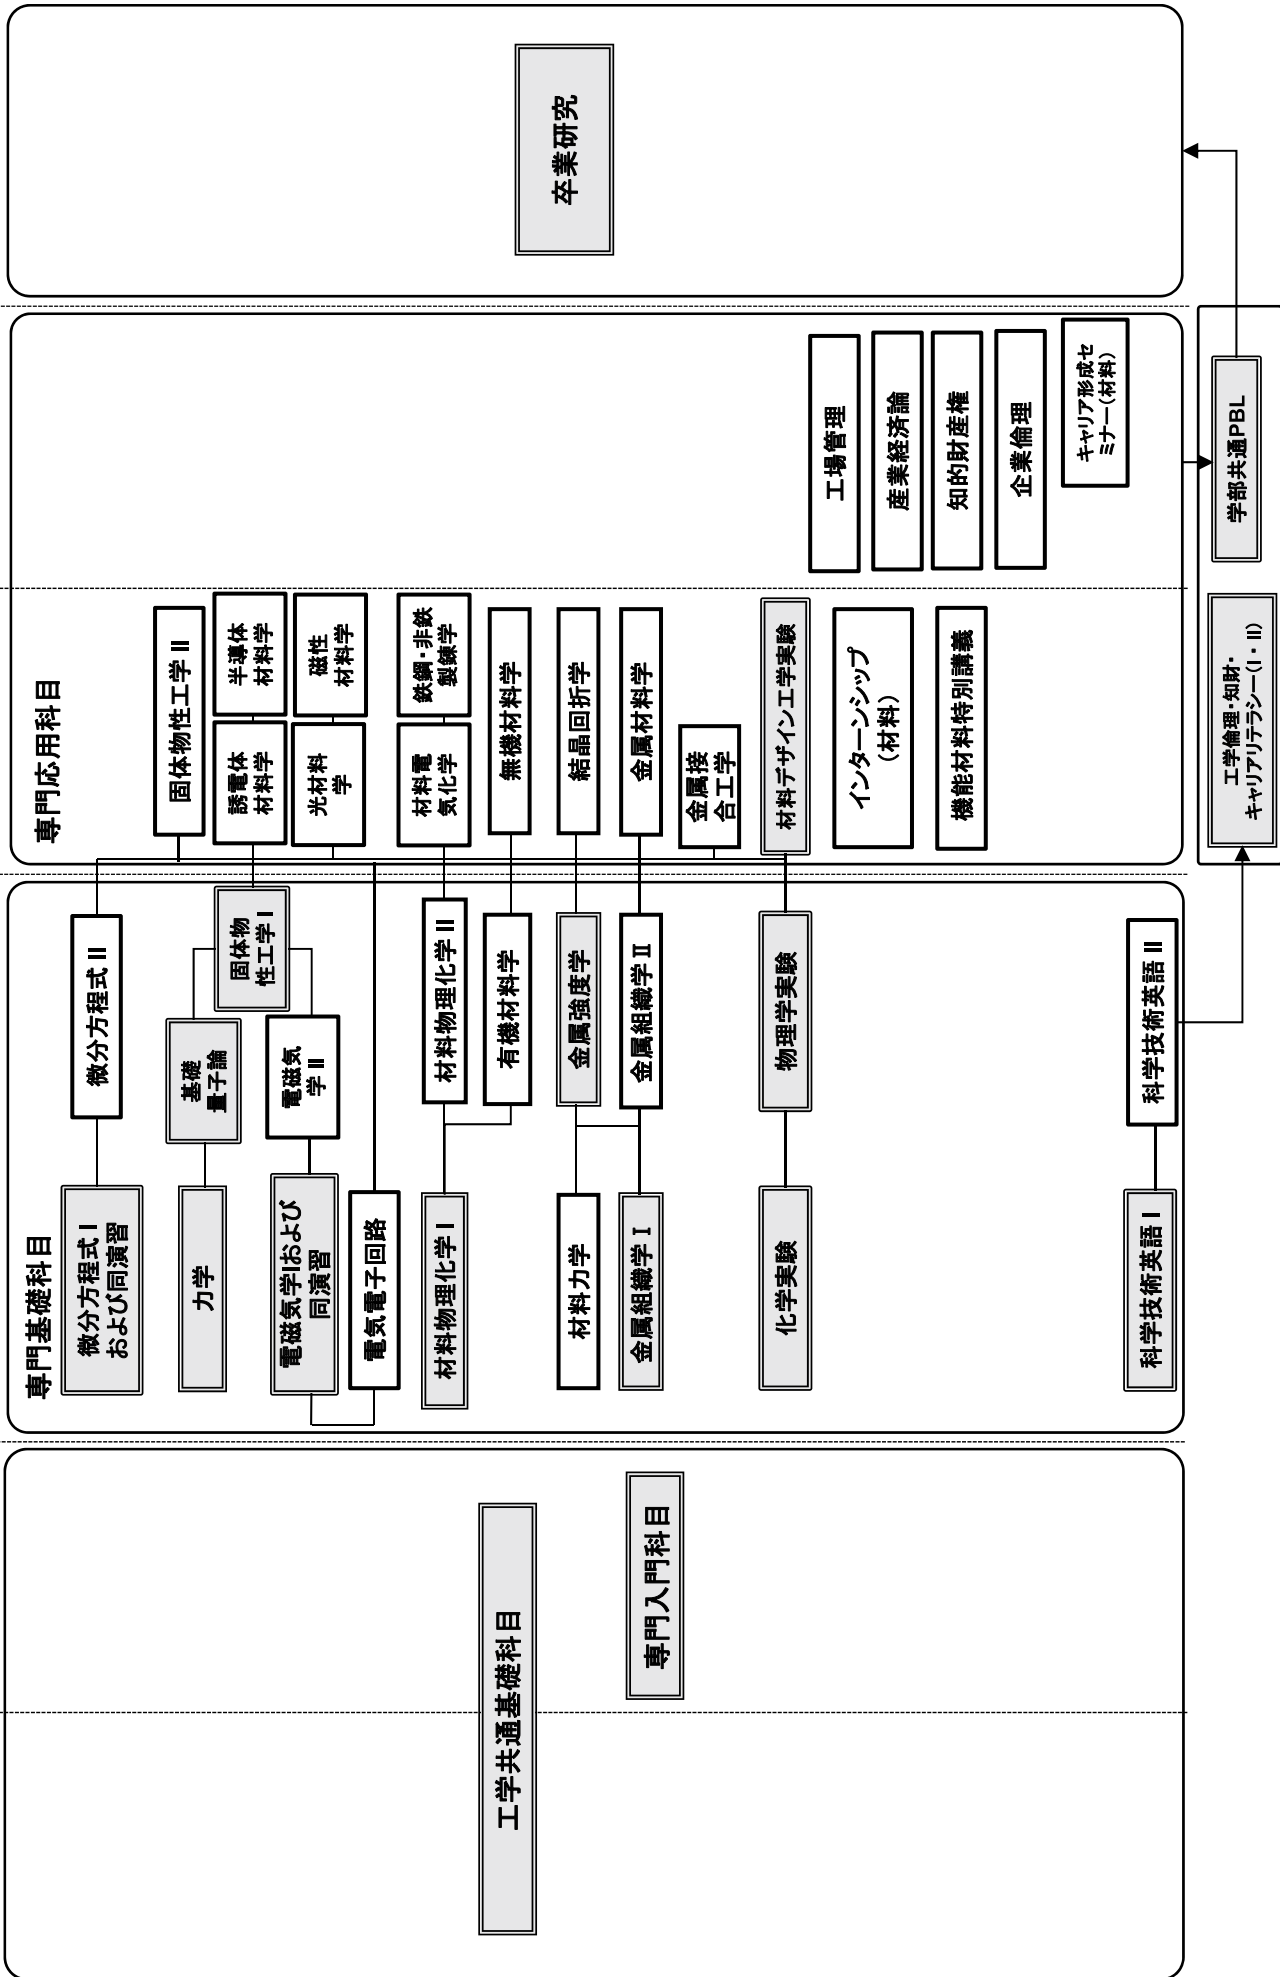 工学共通基礎科目
専門入門科目
専門基礎科目
微分方程式Ⅰ
および同演習
微分方程式Ⅱ
力学
基礎
量子論
固体物
性工学Ⅰ
電磁気学Ⅰおよび
同演習
電磁気
学Ⅱ
電気電子回路
材料物理化学Ⅰ
材料物理化学Ⅱ
有機材料学
材料力学
金属強度学
金属組織学Ⅰ
金属組織学Ⅱ
化学実験
物理学実験
科学技術英語Ⅰ
科学技術英語Ⅱ
専門応用科目
固体物性工学Ⅱ
誘電体
材料学
半導体
材料学
光材料
学
磁性
材料学
材料電
気化学
鉄鋼・非鉄
製錬学
無機材料学
結晶回折学
金属材料学
金属接
合工学
材料デザイン工学実験
インターンシップ
(材料)
機能材料特別講義
工場管理
産業経済論
知的財産権
企業倫理
キャリア形成セ
ミナー(材料)
工学倫理・知財・
キャリアリテラシー(Ⅰ・Ⅱ)
学部共通PBL
卒業研究